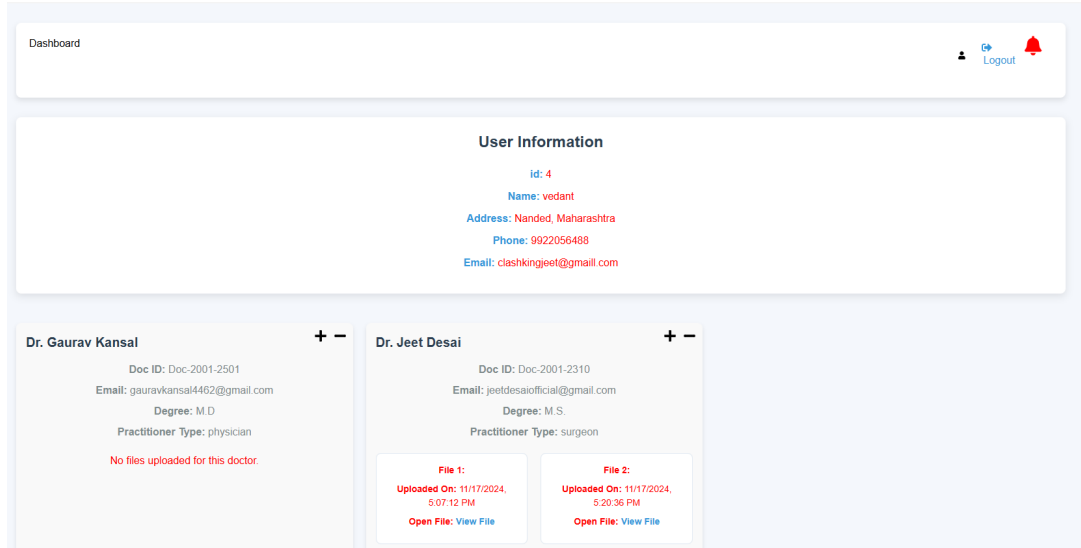 Dashboard
Logout
User Information
id: 4
Name: vedant
Address: Nanded, Maharashtra
Phone: 9922056488
Email: clashkingjeet@gmaill.com
Dr. Gaurav Kansal
Doc ID: Doc-2001-2501
Email: gauravkansal4462@gmail.com
Degree: M.D
Practitioner Type: physician
No files uploaded for this doctor.
Dr. Jeet Desai
Doc ID: Doc-2001-2310
Email: jeetdesaiofficial@gmail.com
Degree: M.S.
Practitioner Type: surgeon
File 1:
Uploaded On: 11/17/2024,
5:07:12 PM
Open File: View File
File 2:
Uploaded On: 11/17/2024,
5:20:36 PM
Open File: View File